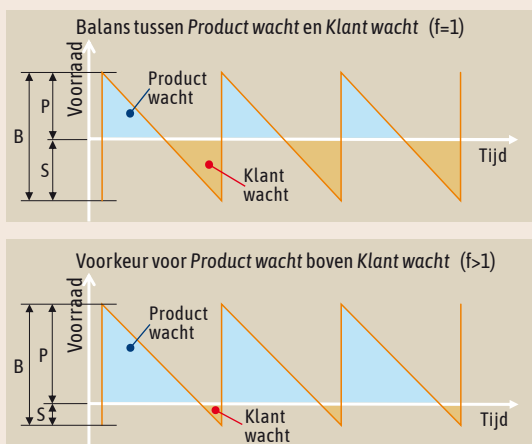 Balans tussen Product wacht en Klant wacht (f=1)
Voorraad
Product
wacht
P
B
S
Tijd
Klant
wacht
Voorkeur voor Product wacht boven Klant wacht (f>1)
Voorraad
Product
wacht
P
B
S
Klant
wacht
Tijd